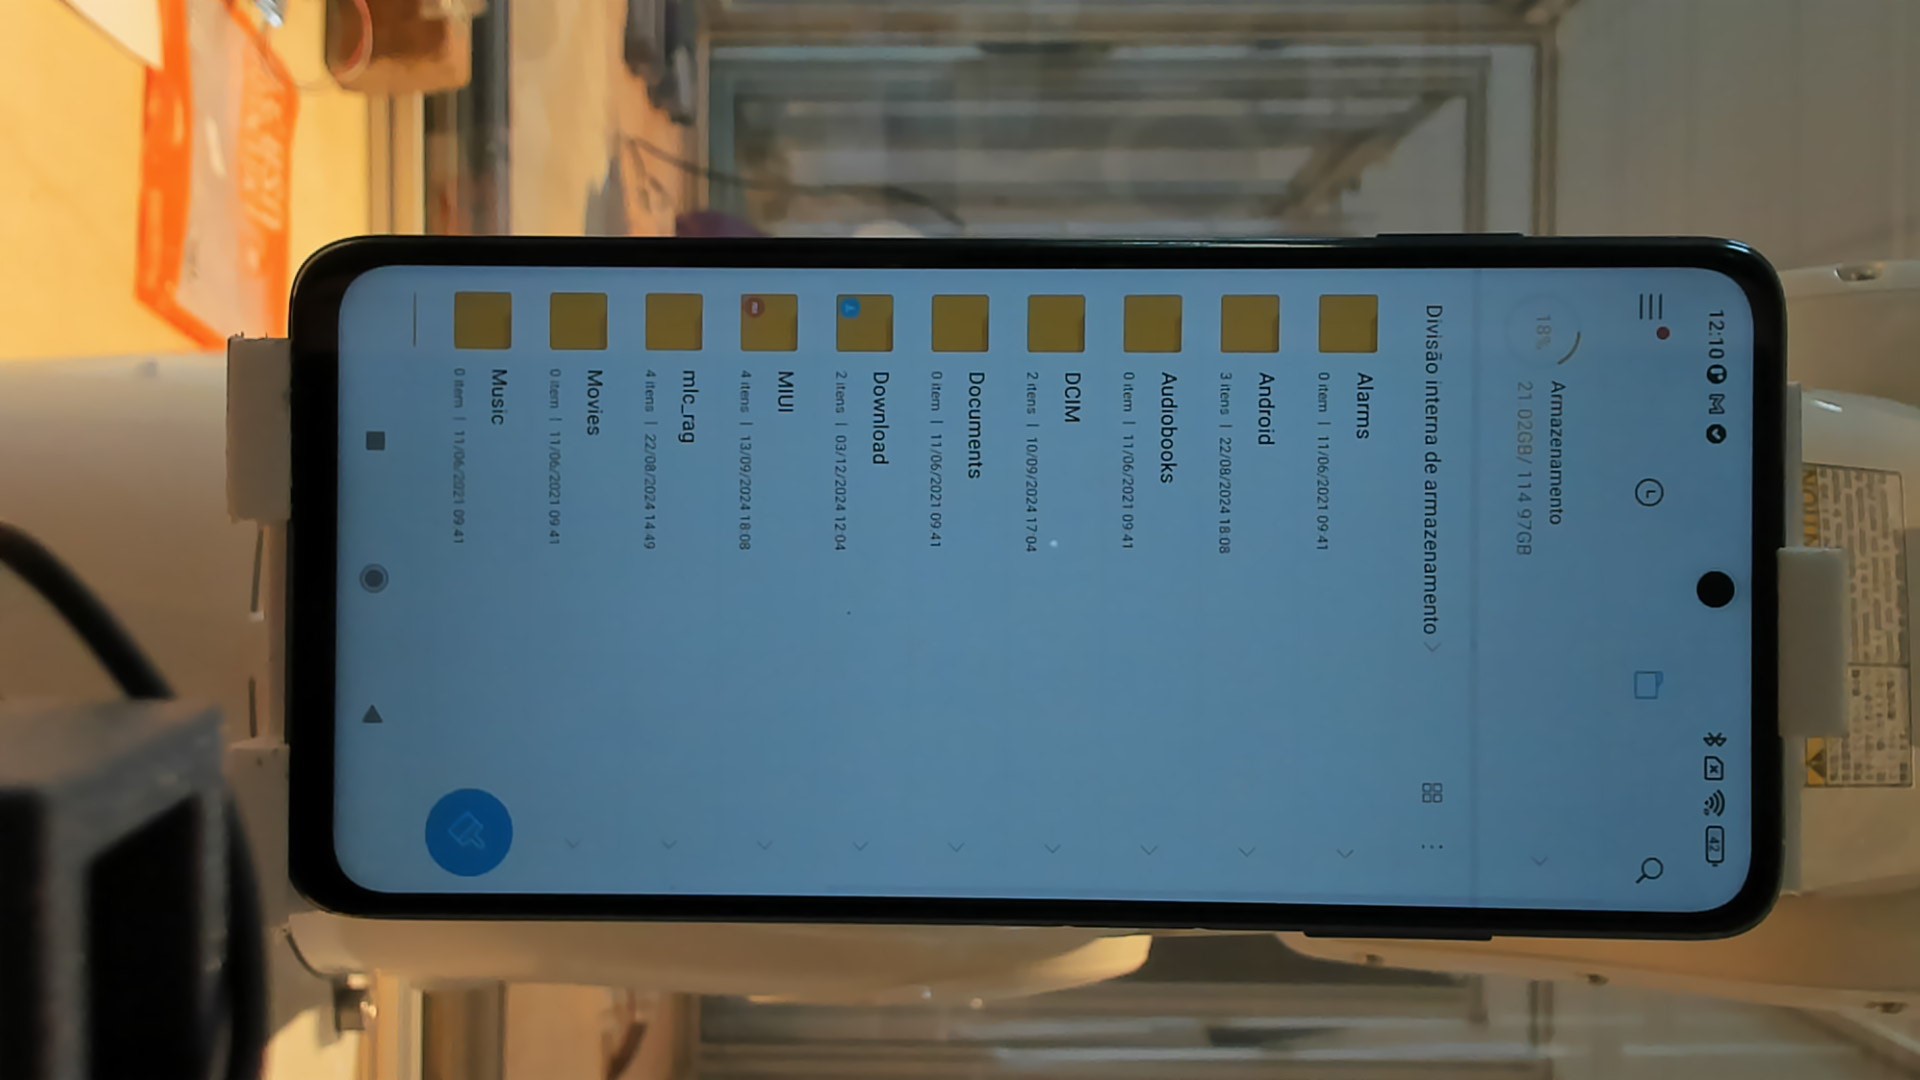 12:10
42
18%
Armazenamento
21 02GB/ 114 97GB
Divisão interna de armazenamento
Alarms
0 item | 11/06/2021 09 41
Android
3 itens | 22/08/2024 18:08
Audiobooks
0 item | 11/06/2021 09 41
DCIM
2 itens | 10/09/2024 17 04
Documents
0 item | 11/06/2021 09 41
Download
2 itens | 03/12/2024 12:04
MIUI
4 itens | 13/09/2024 18:08
mlc_rag
4 itens | 22/08/2024 14:49
Movies
0 item | 11/06/2021 09 41
Music
0 item | 11/06/2021 09 41